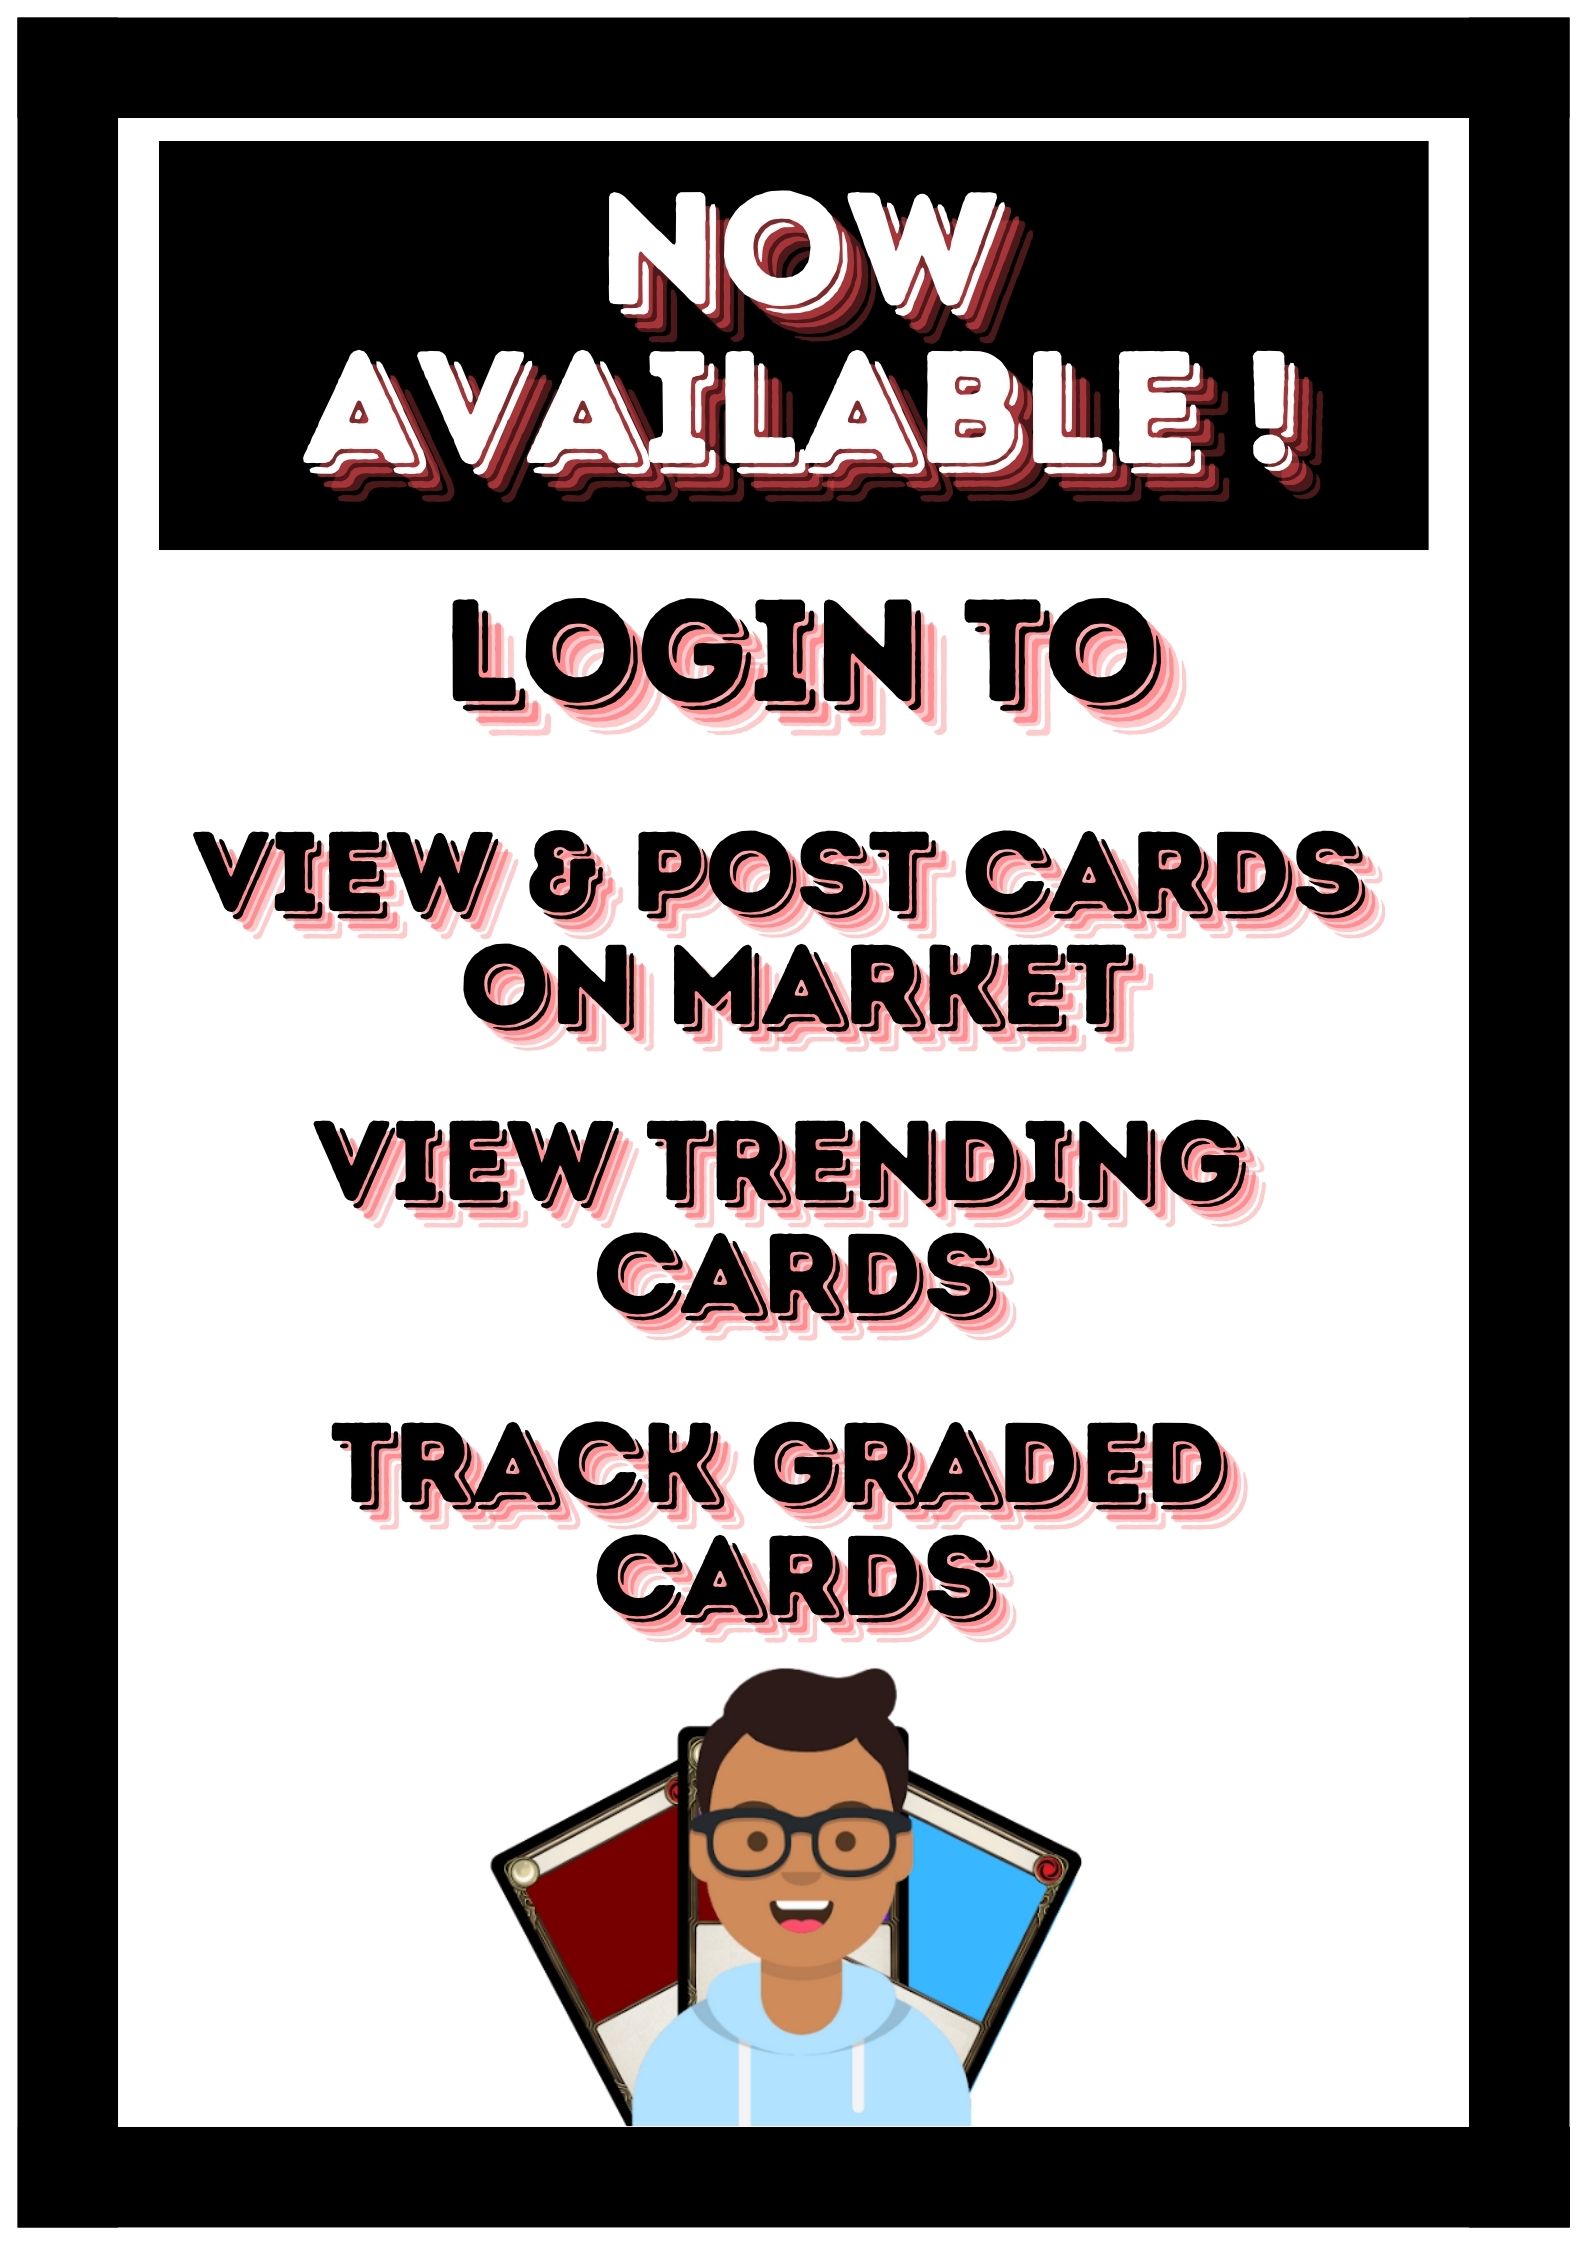 NOW
AVAILABLE !
LOGIN TO
VIEW & POST CARDS
ON MARKET
VIEW TRENDING
CARDS
TRACK GRADED
CARDS